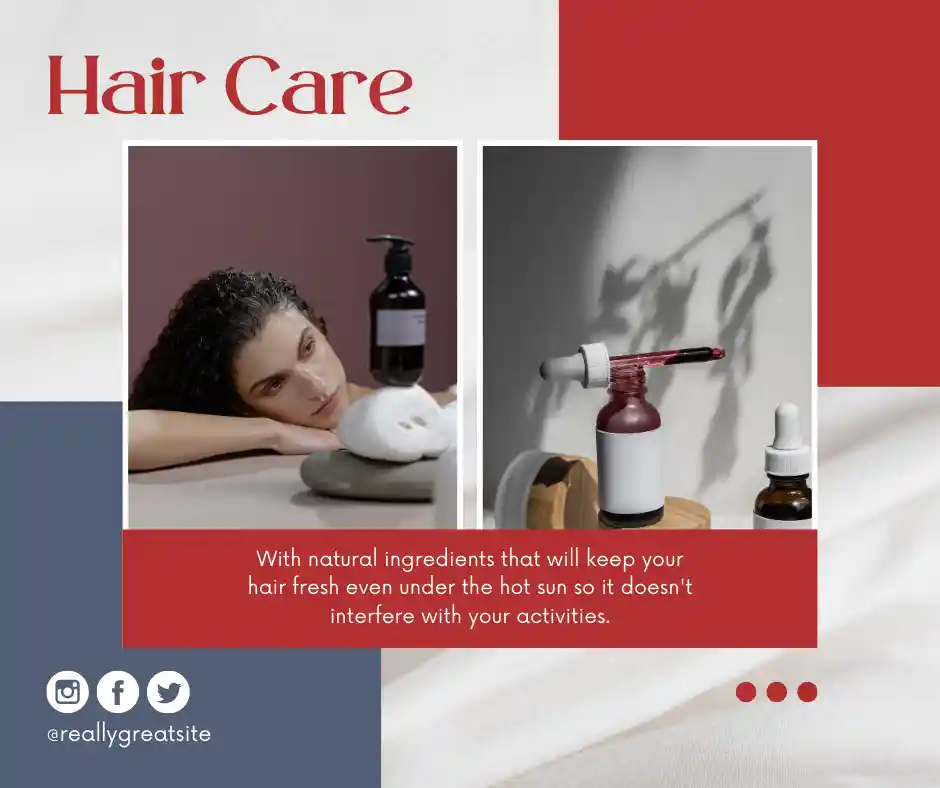 Hair Care
With natural ingredients that will keep your
hair fresh even under the hot sun so it doesn't
interfere with your activities.
@reallygreatsite